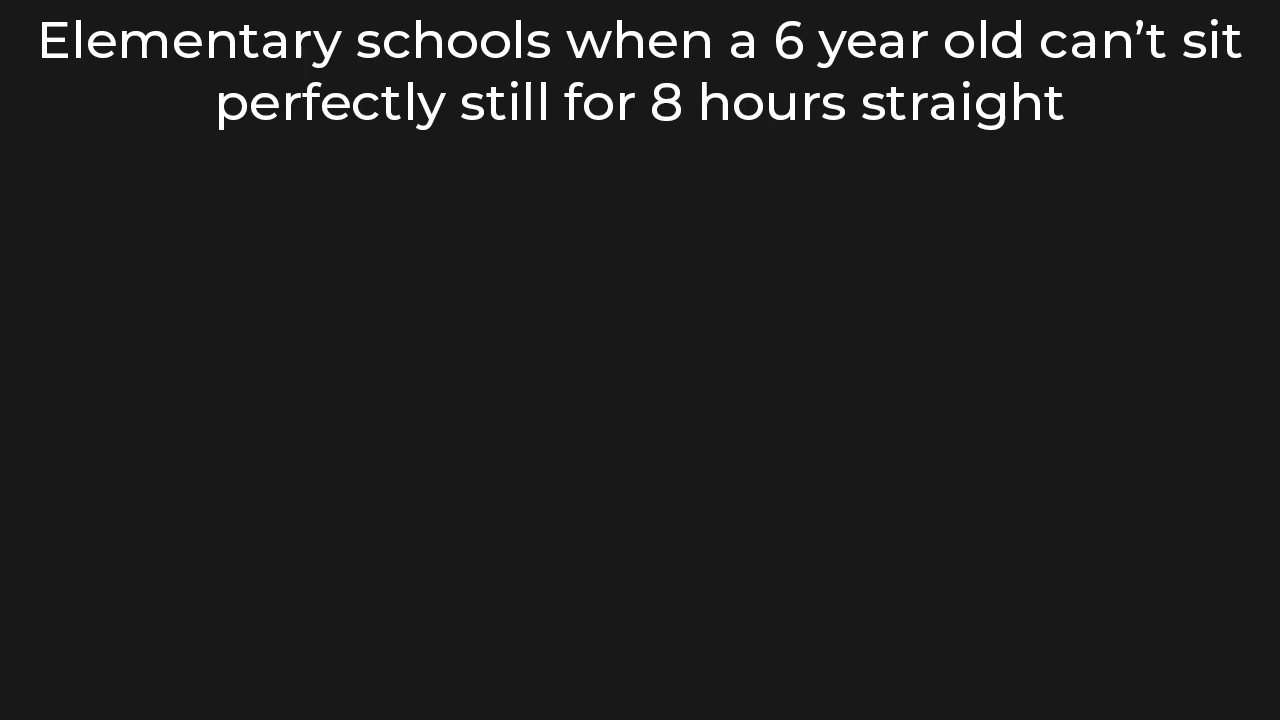 Elementary schools when a 6 year old can’t sit
perfectly still for 8 hours straight